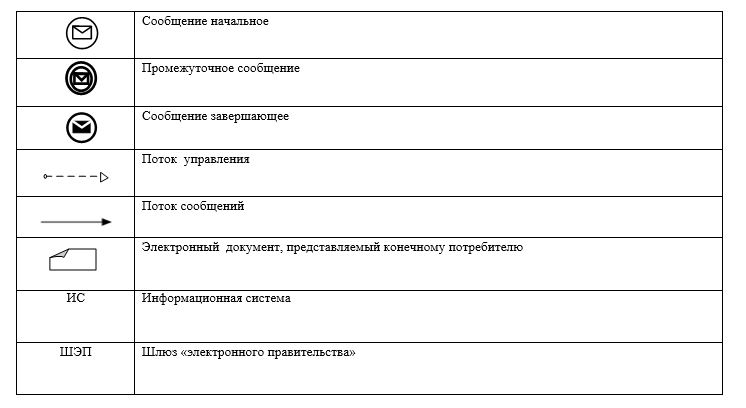 Сообщение начальное
Промежуточное сообщение
Сообщение завершающее
Поток  управления
Поток сообщений
Электронный  документ, представляемый конечному потребителю
ИС Информационная система
ШЭП Шлюз «электронного правительства»